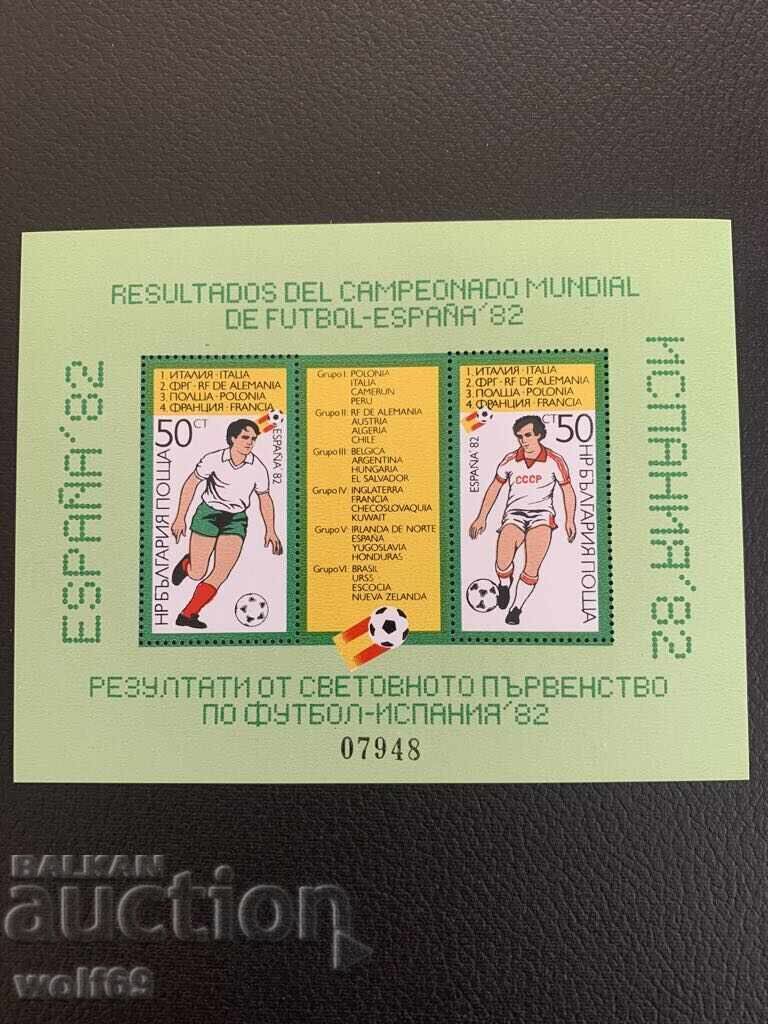 RESULTADOS DEL CAMPEONADO MUNDIAL
DE FUTBOL-ESPAÑA'82
ESPAÑA'82
1. ИТАЛИЯ · ITALIA
2. ФРГ · RF DE ALEMANIA
3. ПОЛША · POLONIA
4. ФРАНЦИЯ · FRANCIA
50 СТ
ESPAÑA '82
НР БЪЛГАРИЯ ПОЩА
Grupo I: POLONIA
ITALIA
CAMERUN
PERU
Grupo II: RF DE ALEMANIA
AUSTRIA
ALGERIA
CHILE
Grupo III: BELGICA
ARGENTINA
HUNGARIA
EL SALVADOR
Grupo IV: INGLATERRA
FRANCIA
CHECOSLOVAQUIA
KUWAIT
Grupo V: IRLANDA DE NORTE
ESPAÑA
YUGOSLAVIA
HONDURAS
Grupo VI: BRASIL
URSS
ESCOCIA
NUEVA ZELANDA
1. ИТАЛИЯ · ITALIA
2. ФРГ · RF DE ALEMANIA
3. ПОЛША · POLONIA
4. ФРАНЦИЯ · FRANCIA
СТ 50
ESPAÑA '82
СССР
НР БЪЛГАРИЯ ПОЩА
ИСПАНИЯ'82
РЕЗУЛТАТИ ОТ СВЕТОВНОТО ПЪРВЕНСТВО
ПО ФУТБОЛ-ИСПАНИЯ'82
07948
BALKAN
auction
wolf69